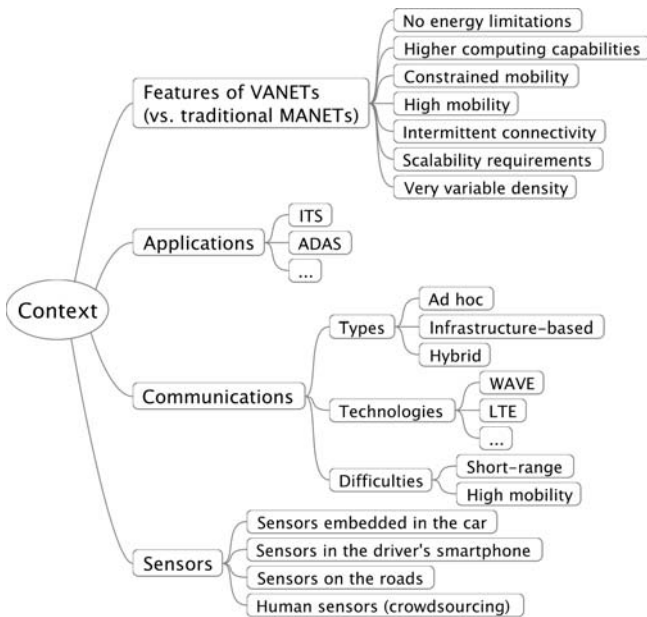 Context
Features of VANETs
(vs. traditional MANETs)
No energy limitations
Higher computing capabilities
Constrained mobility
High mobility
Intermittent connectivity
Scalability requirements
Very variable density
Applications
ITS
ADAS
...
Communications
Types
Ad hoc
Infrastructure-based
Hybrid
Technologies
WAVE
LTE
...
Difficulties
Short-range
High mobility
Sensors
Sensors embedded in the car
Sensors in the driver's smartphone
Sensors on the roads
Human sensors (crowdsourcing)